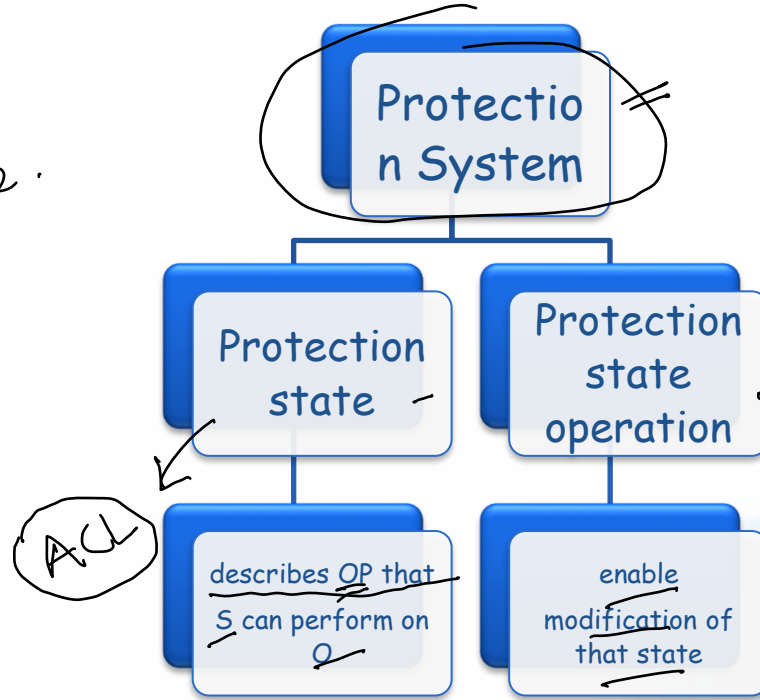 Protectio
n System
Protection
state
Protection
state
operation
ACL
describes OP that
S can perform on
O
enable
modification of
that state